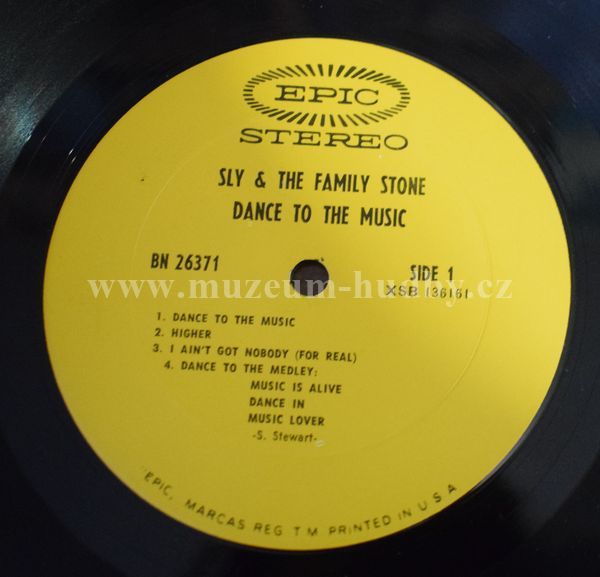 EPIC
STEREO
SLY & THE FAMILY STONE
DANCE TO THE MUSIC
BN 26371 SIDE 1
www.muzeum-hudby.cz
XSB 136161
1. DANCE TO THE MUSIC
2. HIGHER
3. I AIN'T GOT NOBODY (FOR REAL)
4. DANCE TO THE MEDLEY:
MUSIC IS ALIVE
DANCE IN
MUSIC LOVER
-S. Stewart-
EPIC, MARCAS REG T M PRINTED IN U S A